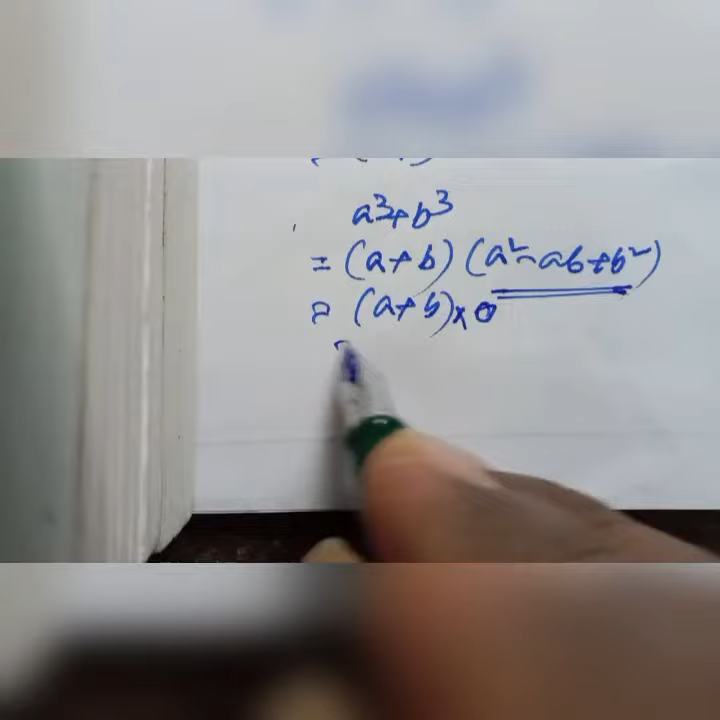 a³+b³
= (a+b) (a²-ab+b²)
= (a+b)×0